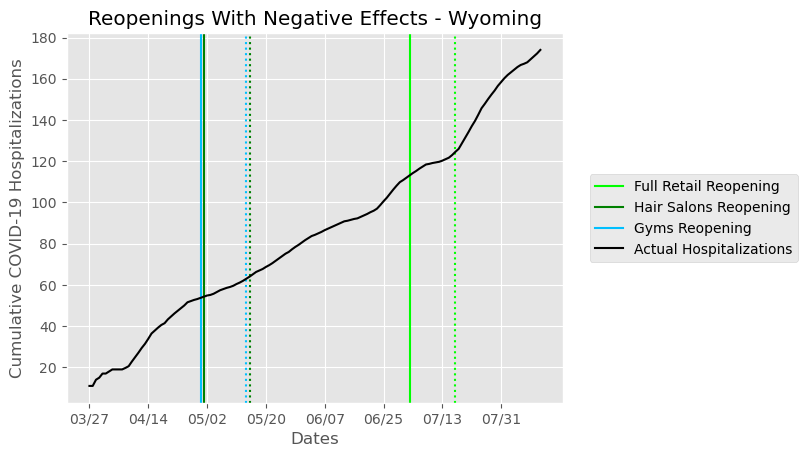 Reopenings With Negative Effects - Wyoming
Cumulative COVID-19 Hospitalizations
180
160
140
120
100
80
60
40
20
03/27 04/14 05/02 05/20 06/07 06/25 07/13 07/31
Dates
Full Retail Reopening
Hair Salons Reopening
Gyms Reopening
Actual Hospitalizations